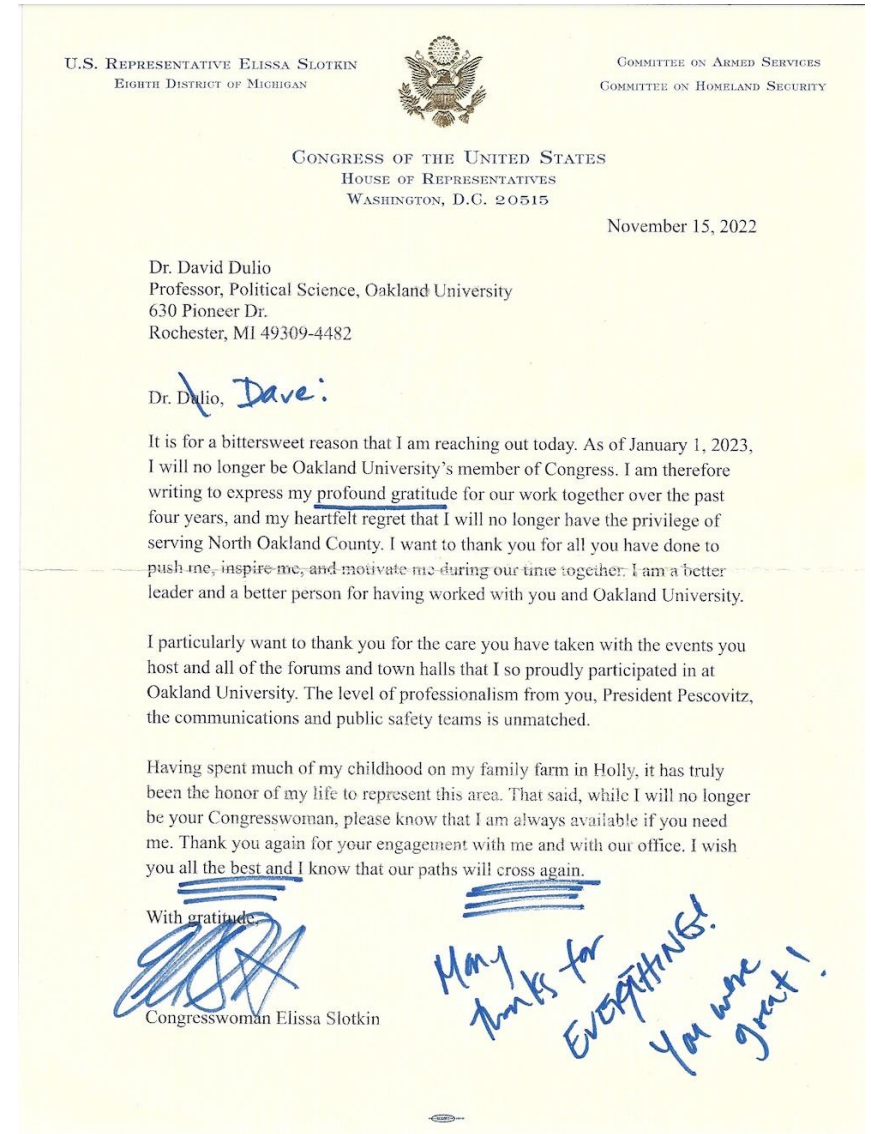 U.S. Representative Elissa Slotkin
Eighth District of Michigan
Committee on Armed Services
Committee on Homeland Security
Congress of the United States
House of Representatives
Washington, D.C. 20515
November 15, 2022
Dr. David Dulio
Professor, Political Science, Oakland University
630 Pioneer Dr.
Rochester, MI 49309-4482
Dr. Dulio, Dave:
It is for a bittersweet reason that I am reaching out today. As of January 1, 2023,
I will no longer be Oakland University's member of Congress. I am therefore
writing to express my profound gratitude for our work together over the past
four years, and my heartfelt regret that I will no longer have the privilege of
serving North Oakland County. I want to thank you for all you have done to
push me, inspire me, and motivate me during our time together. I am a better
leader and a better person for having worked with you and Oakland University.
I particularly want to thank you for the care you have taken with the events you
host and all of the forums and town halls that I so proudly participated in at
Oakland University. The level of professionalism from you, President Pescovitz,
the communications and public safety teams is unmatched.
Having spent much of my childhood on my family farm in Holly, it has truly
been the honor of my life to represent this area. That said, while I will no longer
be your Congresswoman, please know that I am always available if you need
me. Thank you again for your engagement with me and with our office. I wish
you all the best and I know that our paths will cross again.
With gratitude,
Congresswoman Elissa Slotkin
Many
thanks for
EVERYTHING!
You were
great!